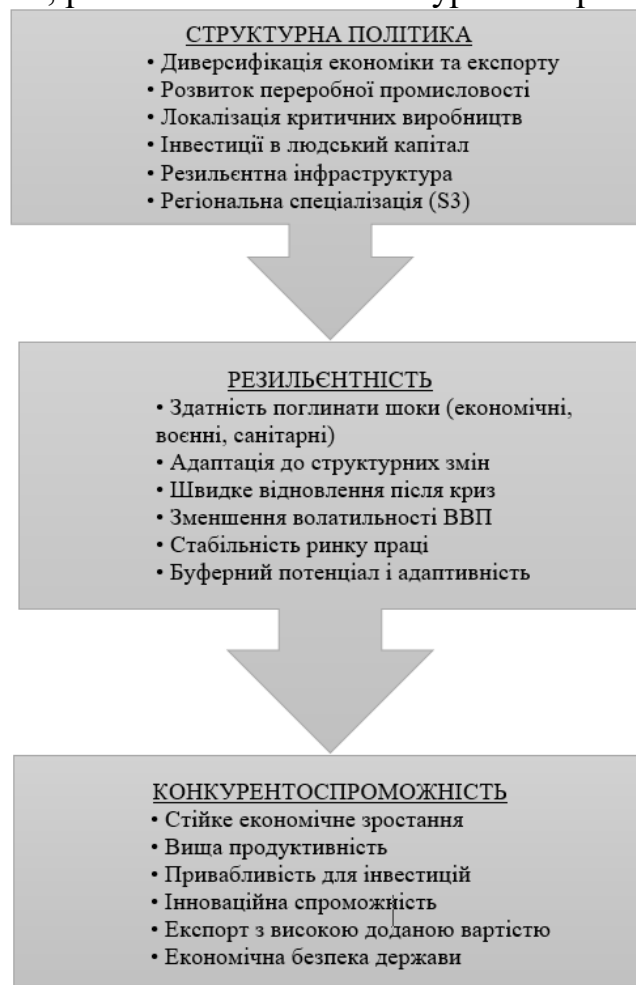 СТРУКТУРНА ПОЛІТИКА
• Диверсифікація економіки та експорту
• Розвиток переробної промисловості
• Локалізація критичних виробництв
• Інвестиції в людський капітал
• Резильєнтна інфраструктура
• Регіональна спеціалізація (S3)
РЕЗИЛЬЄНТНІСТЬ
• Здатність поглинати шоки (економічні,
воєнні, санітарні)
• Адаптація до структурних змін
• Швидке відновлення після криз
• Зменшення волатильності ВВП
• Стабільність ринку праці
• Буферний потенціал і адаптивність
КОНКУРЕНТОСПРОМОЖНІСТЬ
• Стійке економічне зростання
• Вища продуктивність
• Привабливість для інвестицій
• Інноваційна спроможність
• Експорт з високою доданою вартістю
• Економічна безпека держави